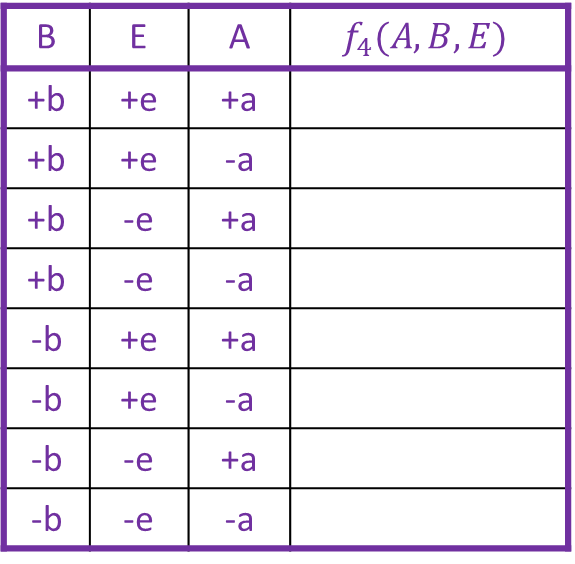 B E A f₄(A, B, E)
+b +e +a
+b +e -a
+b -e +a
+b -e -a
-b +e +a
-b +e -a
-b -e +a
-b -e -a